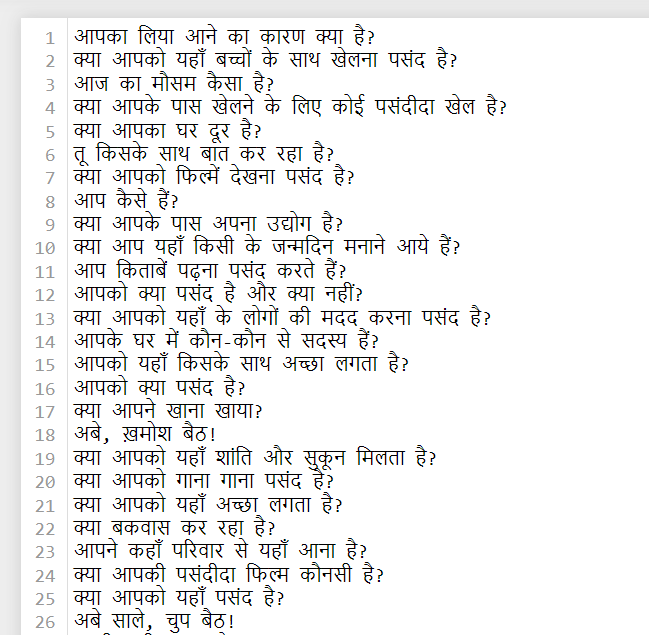 1 आपका लिया आने का कारण क्या है?
2 क्या आपको यहाँ बच्चों के साथ खेलना पसंद है?
3 आज का मौसम कैसा है?
4 क्या आपके पास खेलने के लिए कोई पसंदीदा खेल है?
5 क्या आपका घर दूर है?
6 तू किसके साथ बात कर रहा है?
7 क्या आपको फिल्में देखना पसंद है?
8 आप कैसे हैं?
9 क्या आपके पास अपना उद्योग है?
10 क्या आप यहाँ किसी के जन्मदिन मनाने आये हैं?
11 आप किताबें पढ़ना पसंद करते हैं?
12 आपको क्या पसंद है और क्या नहीं?
13 क्या आपको यहाँ के लोगों की मदद करना पसंद है?
14 आपके घर में कौन-कौन से सदस्य हैं?
15 आपको यहाँ किसके साथ अच्छा लगता है?
16 आपको क्या पसंद है?
17 क्या आपने खाना खाया?
18 अबे, ख़मोश बैठ!
19 क्या आपको यहाँ शांति और सुकून मिलता है?
20 क्या आपको गाना गाना पसंद है?
21 क्या आपको यहाँ अच्छा लगता है?
22 क्या बकवास कर रहा है?
23 आपने कहाँ परिवार से यहाँ आना है?
24 क्या आपकी पसंदीदा फिल्म कौनसी है?
25 क्या आपको यहाँ पसंद है?
26 अबे साले, चुप बैठ!